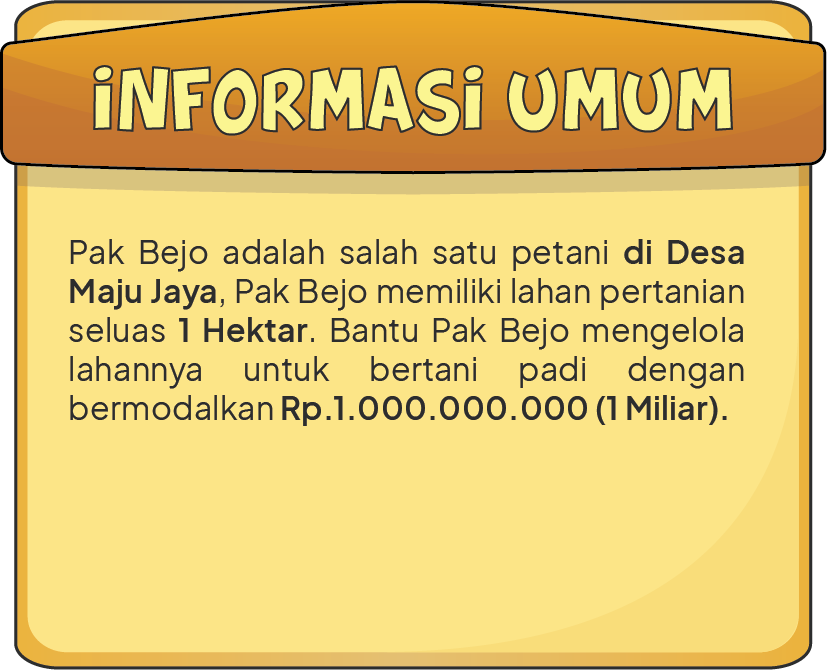 iNFORMASi UMUM
Pak Bejo adalah salah satu petani di Desa
Maju Jaya, Pak Bejo memiliki lahan pertanian
seluas 1 Hektar. Bantu Pak Bejo mengelola
lahannya untuk bertani padi dengan
bermodalkan Rp.1.000.000.000 (1 Miliar).